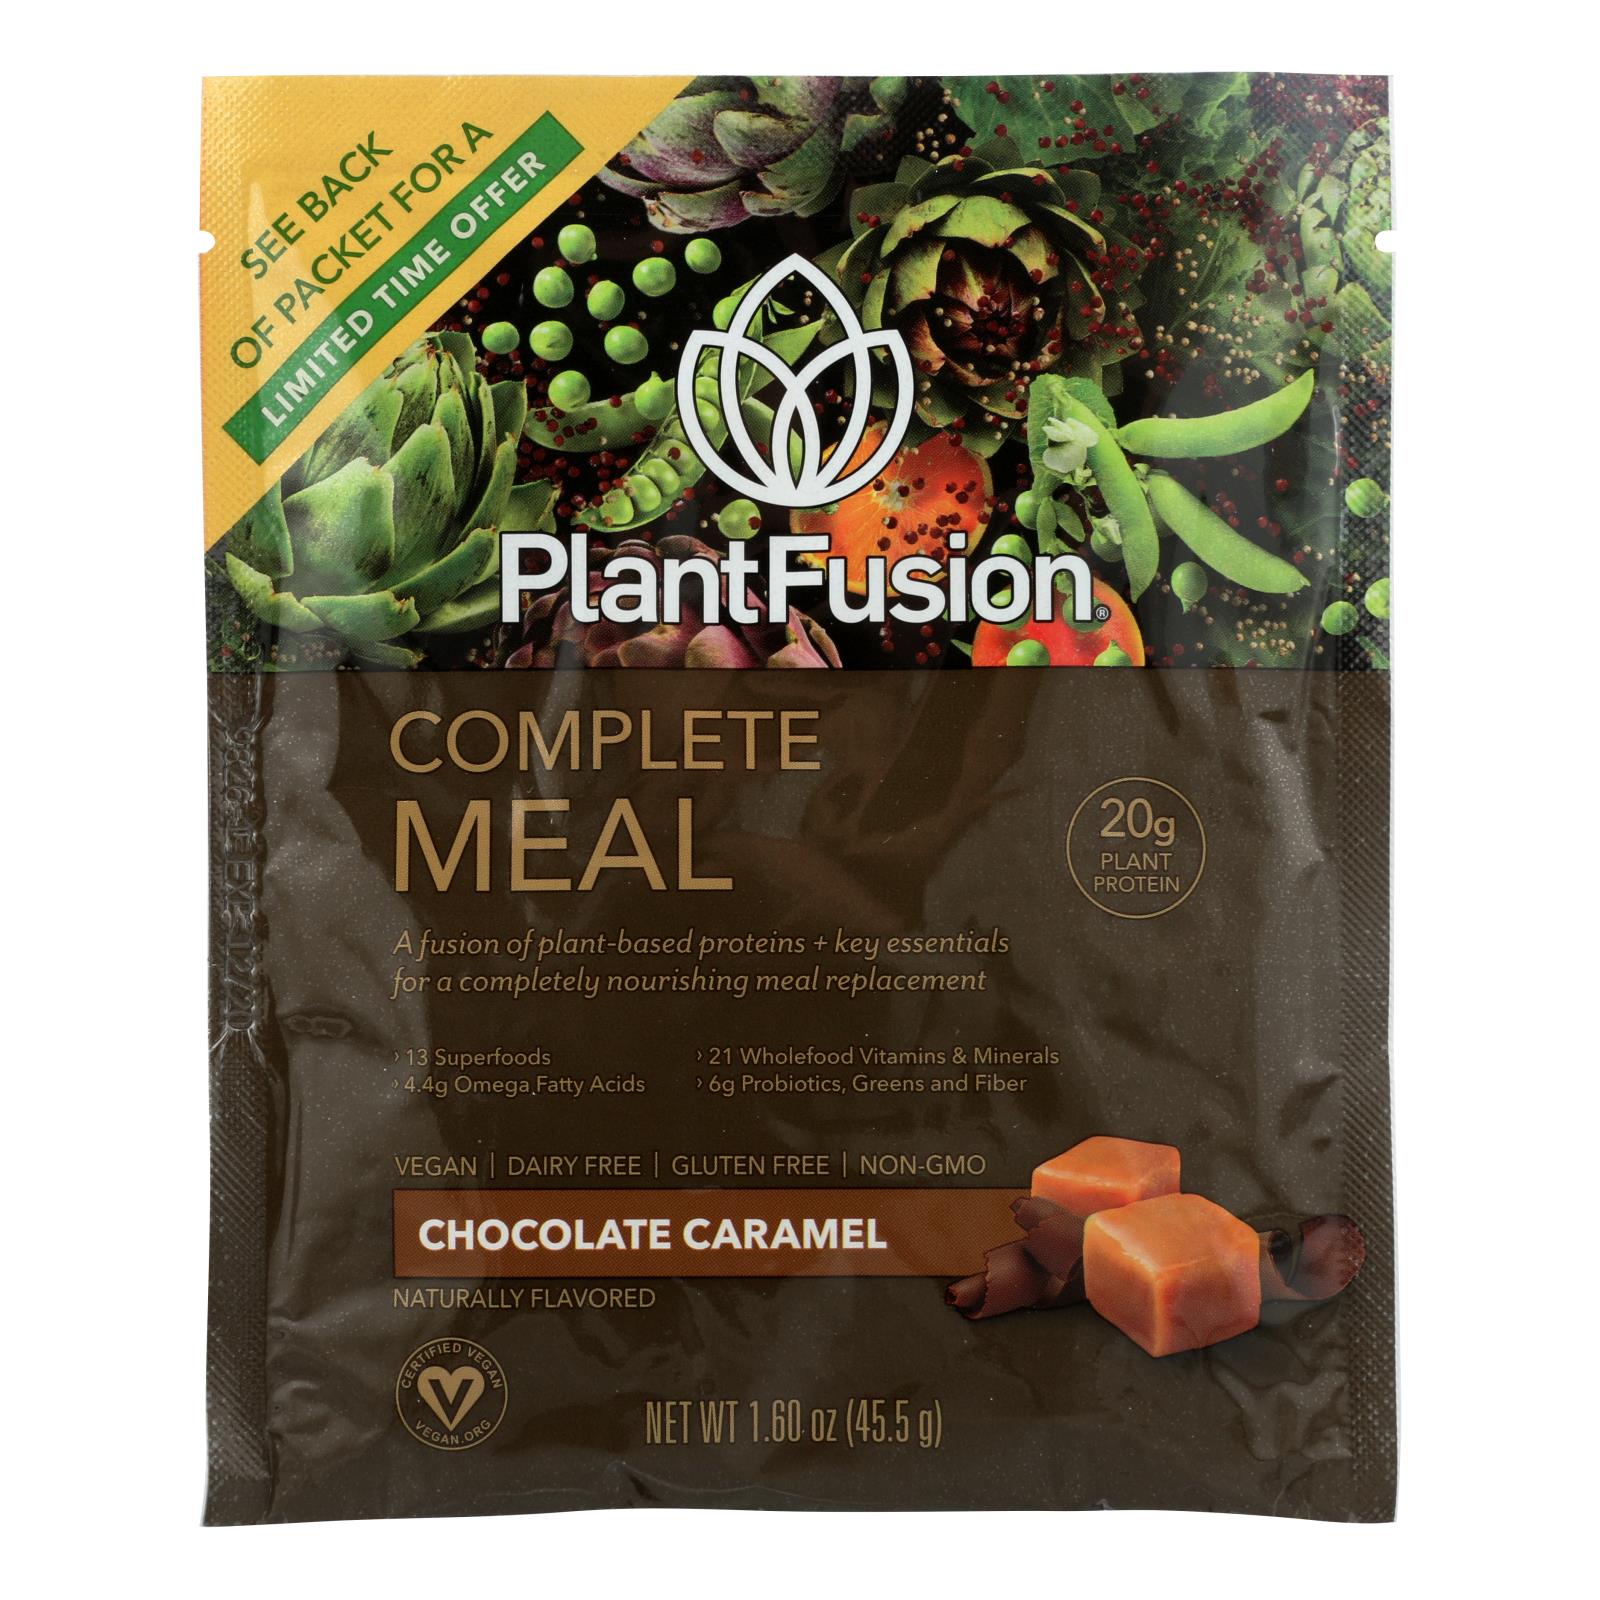 SEE BACK
OF PACKET FOR A
LIMITED TIME OFFER
PlantFusion®
COMPLETE
MEAL
20g
PLANT
PROTEIN
A fusion of plant-based proteins + key essentials
for a completely nourishing meal replacement
› 13 Superfoods
› 4.4g Omega Fatty Acids
› 21 Wholefood Vitamins & Minerals
› 6g Probiotics, Greens and Fiber
VEGAN | DAIRY FREE | GLUTEN FREE | NON-GMO
CHOCOLATE CARAMEL
NATURALLY FLAVORED
CERTIFIED VEGAN
V
VEGAN.ORG
NET WT 1.60 oz (45.5 g)
EXP 12/20